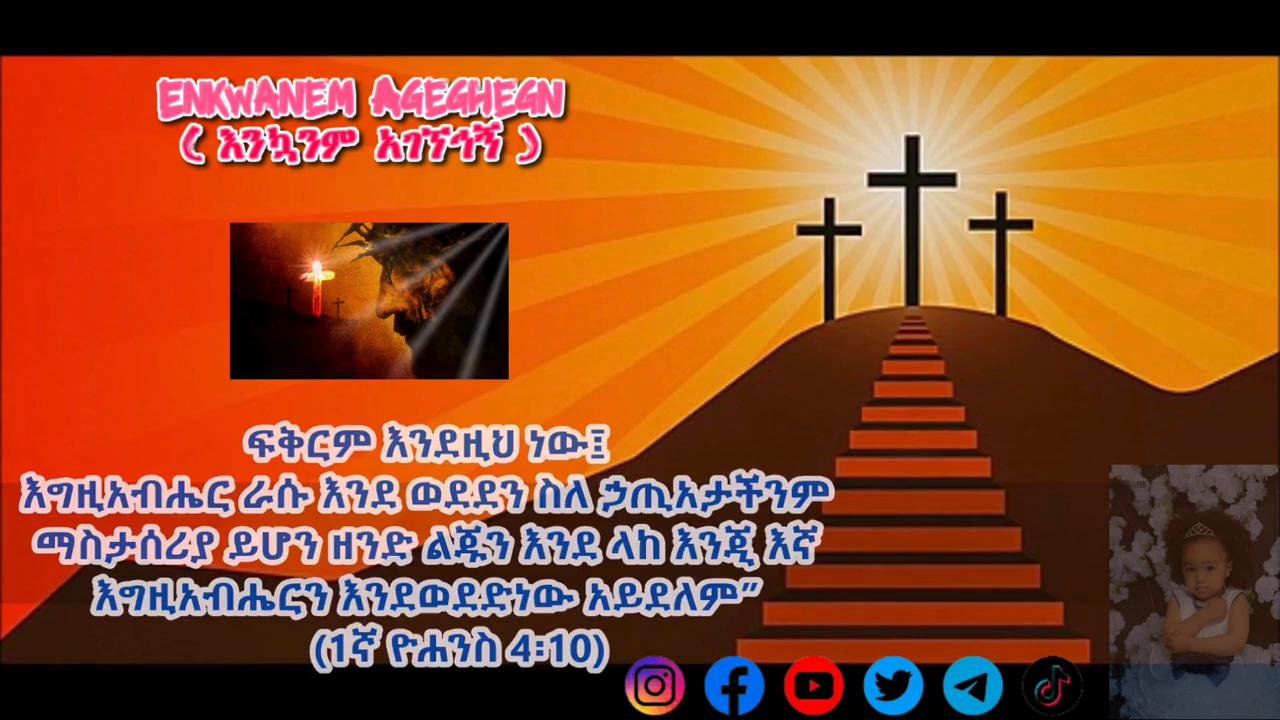 ENKWANEM AGEGHEGN
( እንኳንም አገኘኅኝ )
ፍቅርም እንደዚህ ነው፤
እግዚአብሔር ራሱ እንደ ወደደን ስለ ኃጢአታችንም
ማስታሰሪያ ይሆን ዘንድ ልጁን እንደ ላከ እንጂ እኛ
እግዚአብሔርን እንደወደድነው አይደለም”
(1ኛ ዮሐንስ 4፡10)